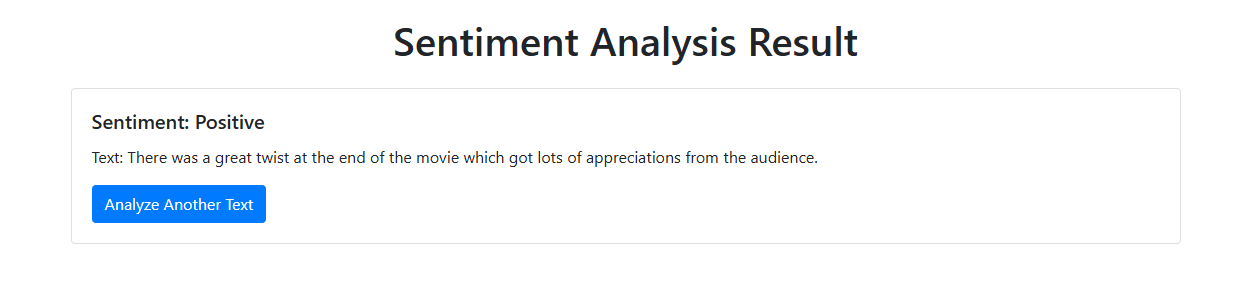 Sentiment Analysis Result
Sentiment: Positive
Text: There was a great twist at the end of the movie which got lots of appreciations from the audience.
Analyze Another Text